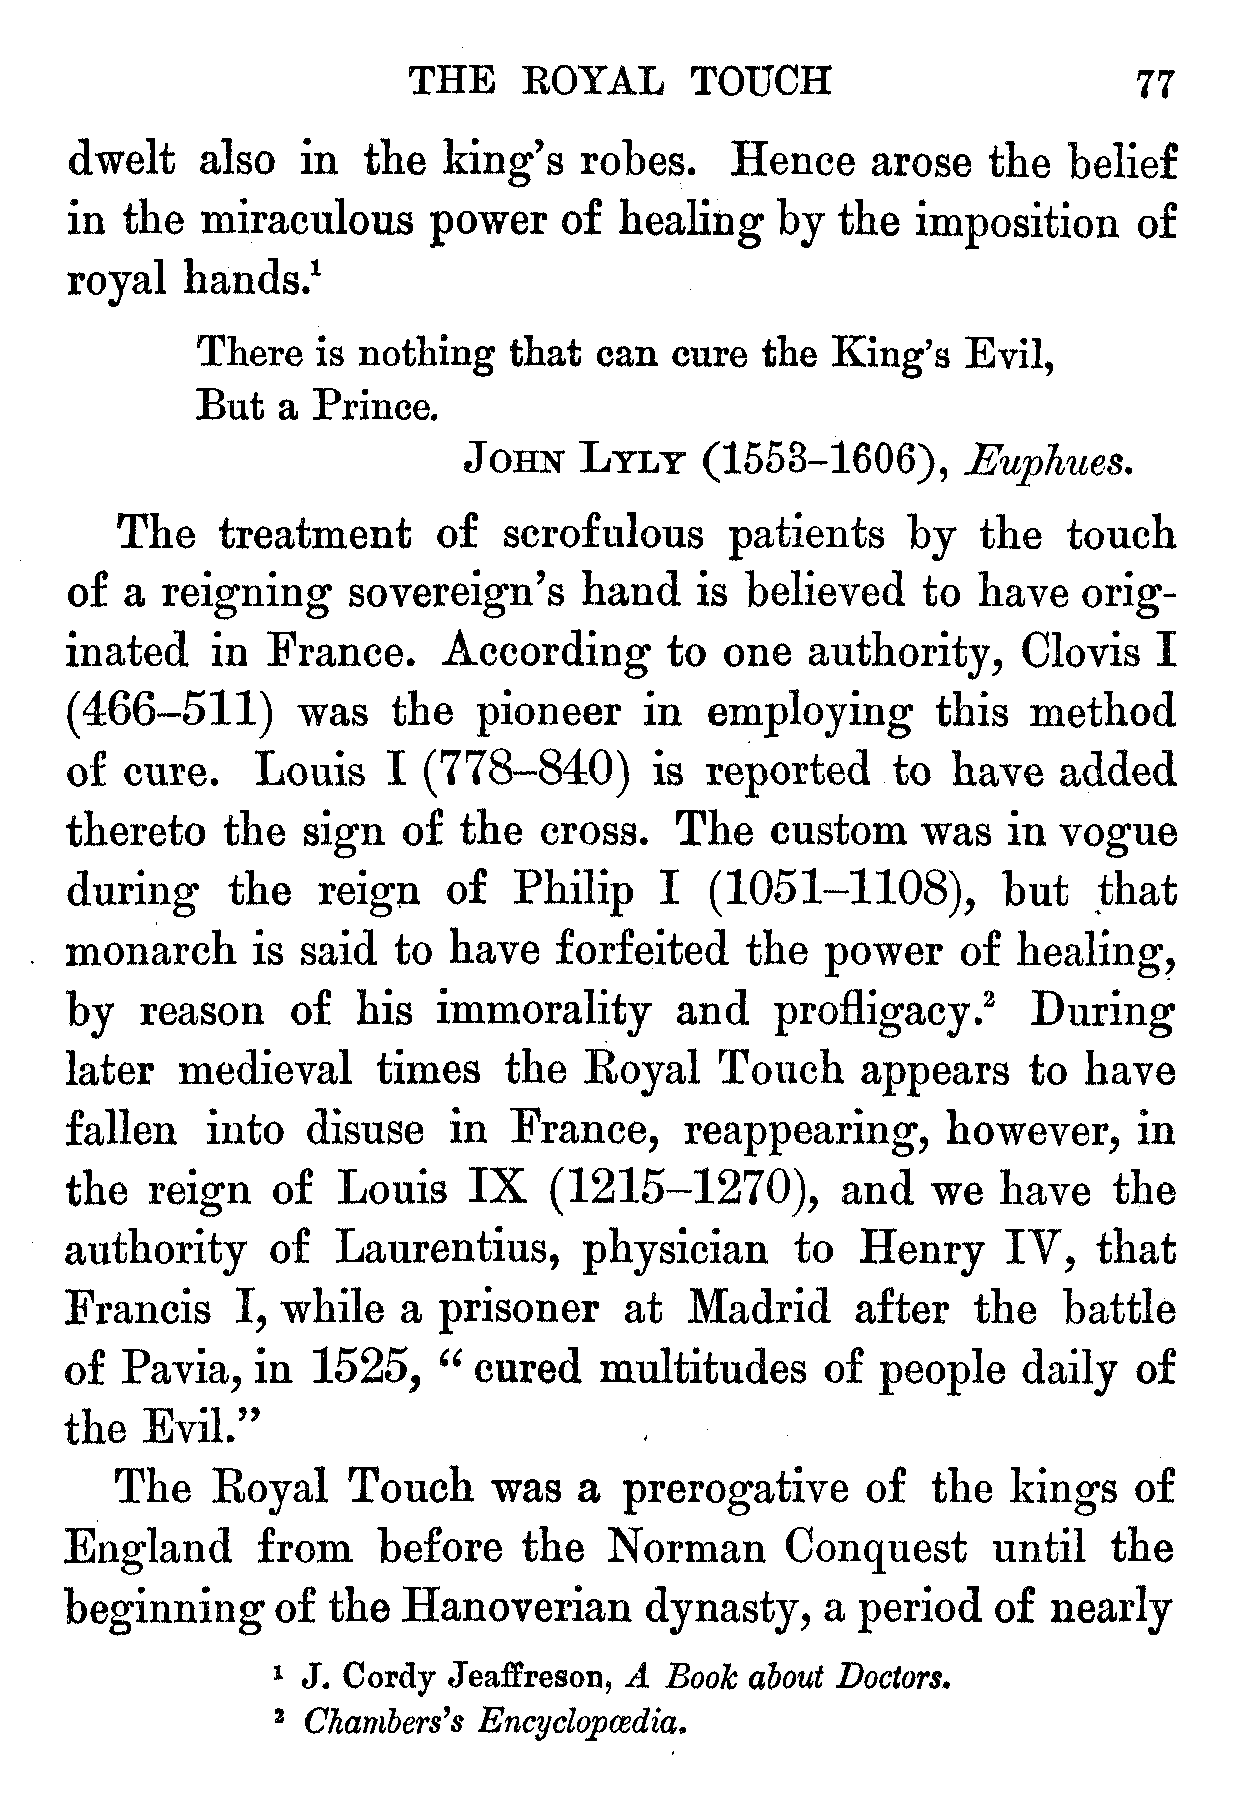 THE ROYAL TOUCH 77
dwelt also in the king's robes. Hence arose the belief
in the miraculous power of healing by the imposition of
royal hands.¹
There is nothing that can cure the King's Evil,
But a Prince.
JOHN LYLY (1553–1606), Euphues.
The treatment of scrofulous patients by the touch
of a reigning sovereign's hand is believed to have orig-
inated in France. According to one authority, Clovis I
(466–511) was the pioneer in employing this method
of cure. Louis I (778–840) is reported to have added
thereto the sign of the cross. The custom was in vogue
during the reign of Philip I (1051–1108), but that
monarch is said to have forfeited the power of healing,
by reason of his immorality and profligacy.² During
later medieval times the Royal Touch appears to have
fallen into disuse in France, reappearing, however, in
the reign of Louis IX (1215–1270), and we have the
authority of Laurentius, physician to Henry IV, that
Francis I, while a prisoner at Madrid after the battle
of Pavia, in 1525, " cured multitudes of people daily of
the Evil."
The Royal Touch was a prerogative of the kings of
England from before the Norman Conquest until the
beginning of the Hanoverian dynasty, a period of nearly
¹ J. Cordy Jeaffreson, A Book about Doctors.
² Chambers's Encyclopædia.